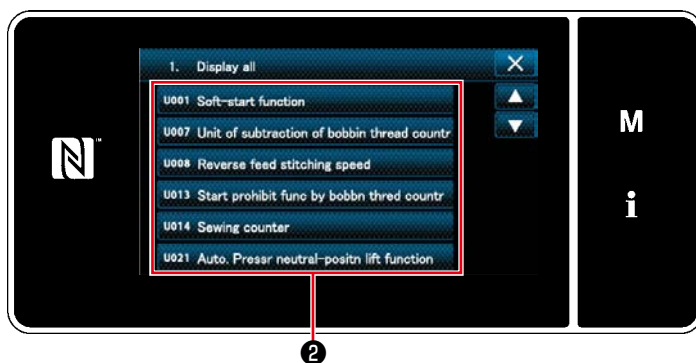 1. Display all
U001 Soft-start function
U007 Unit of subtraction of bobbin thread countr
U008 Reverse feed stitching speed
U013 Start prohibit func by bobbn thred countr
U014 Sewing counter
U021 Auto. Pressr neutral-positn lift function
N™
M
i
❷